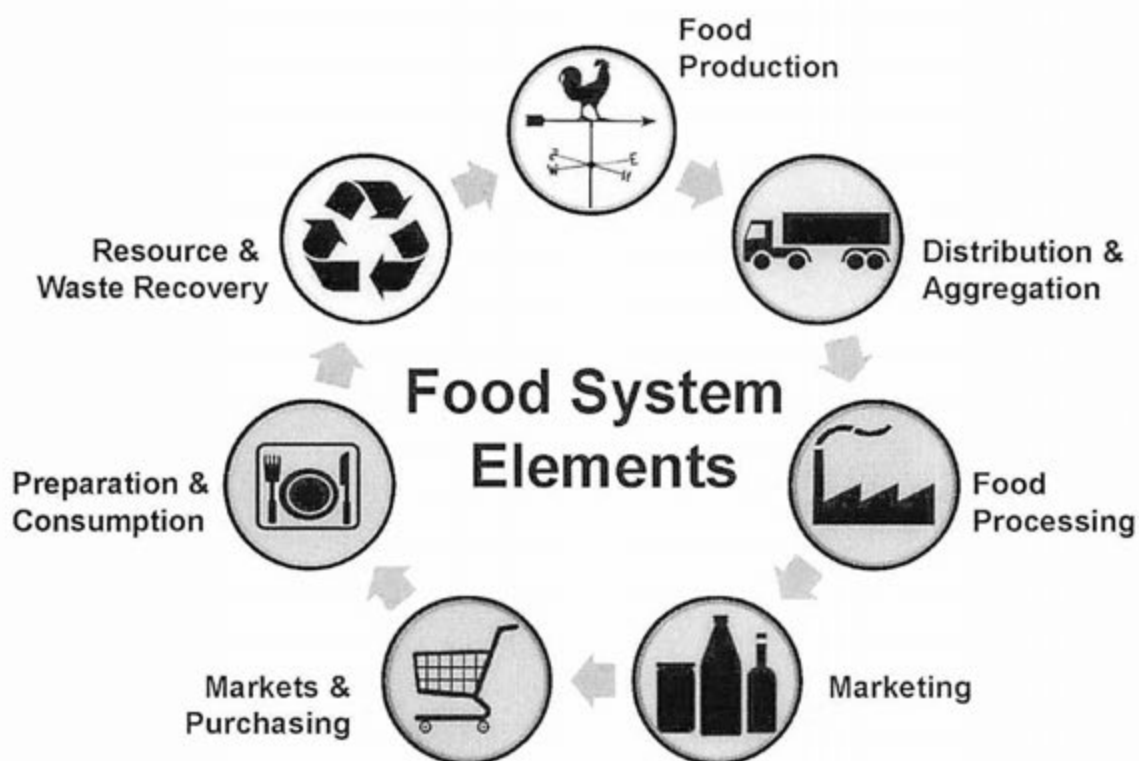 Food
Production
Distribution &
Aggregation
Food
Processing
Marketing
Markets &
Purchasing
Preparation &
Consumption
Resource &
Waste Recovery
Food System
Elements
E
W